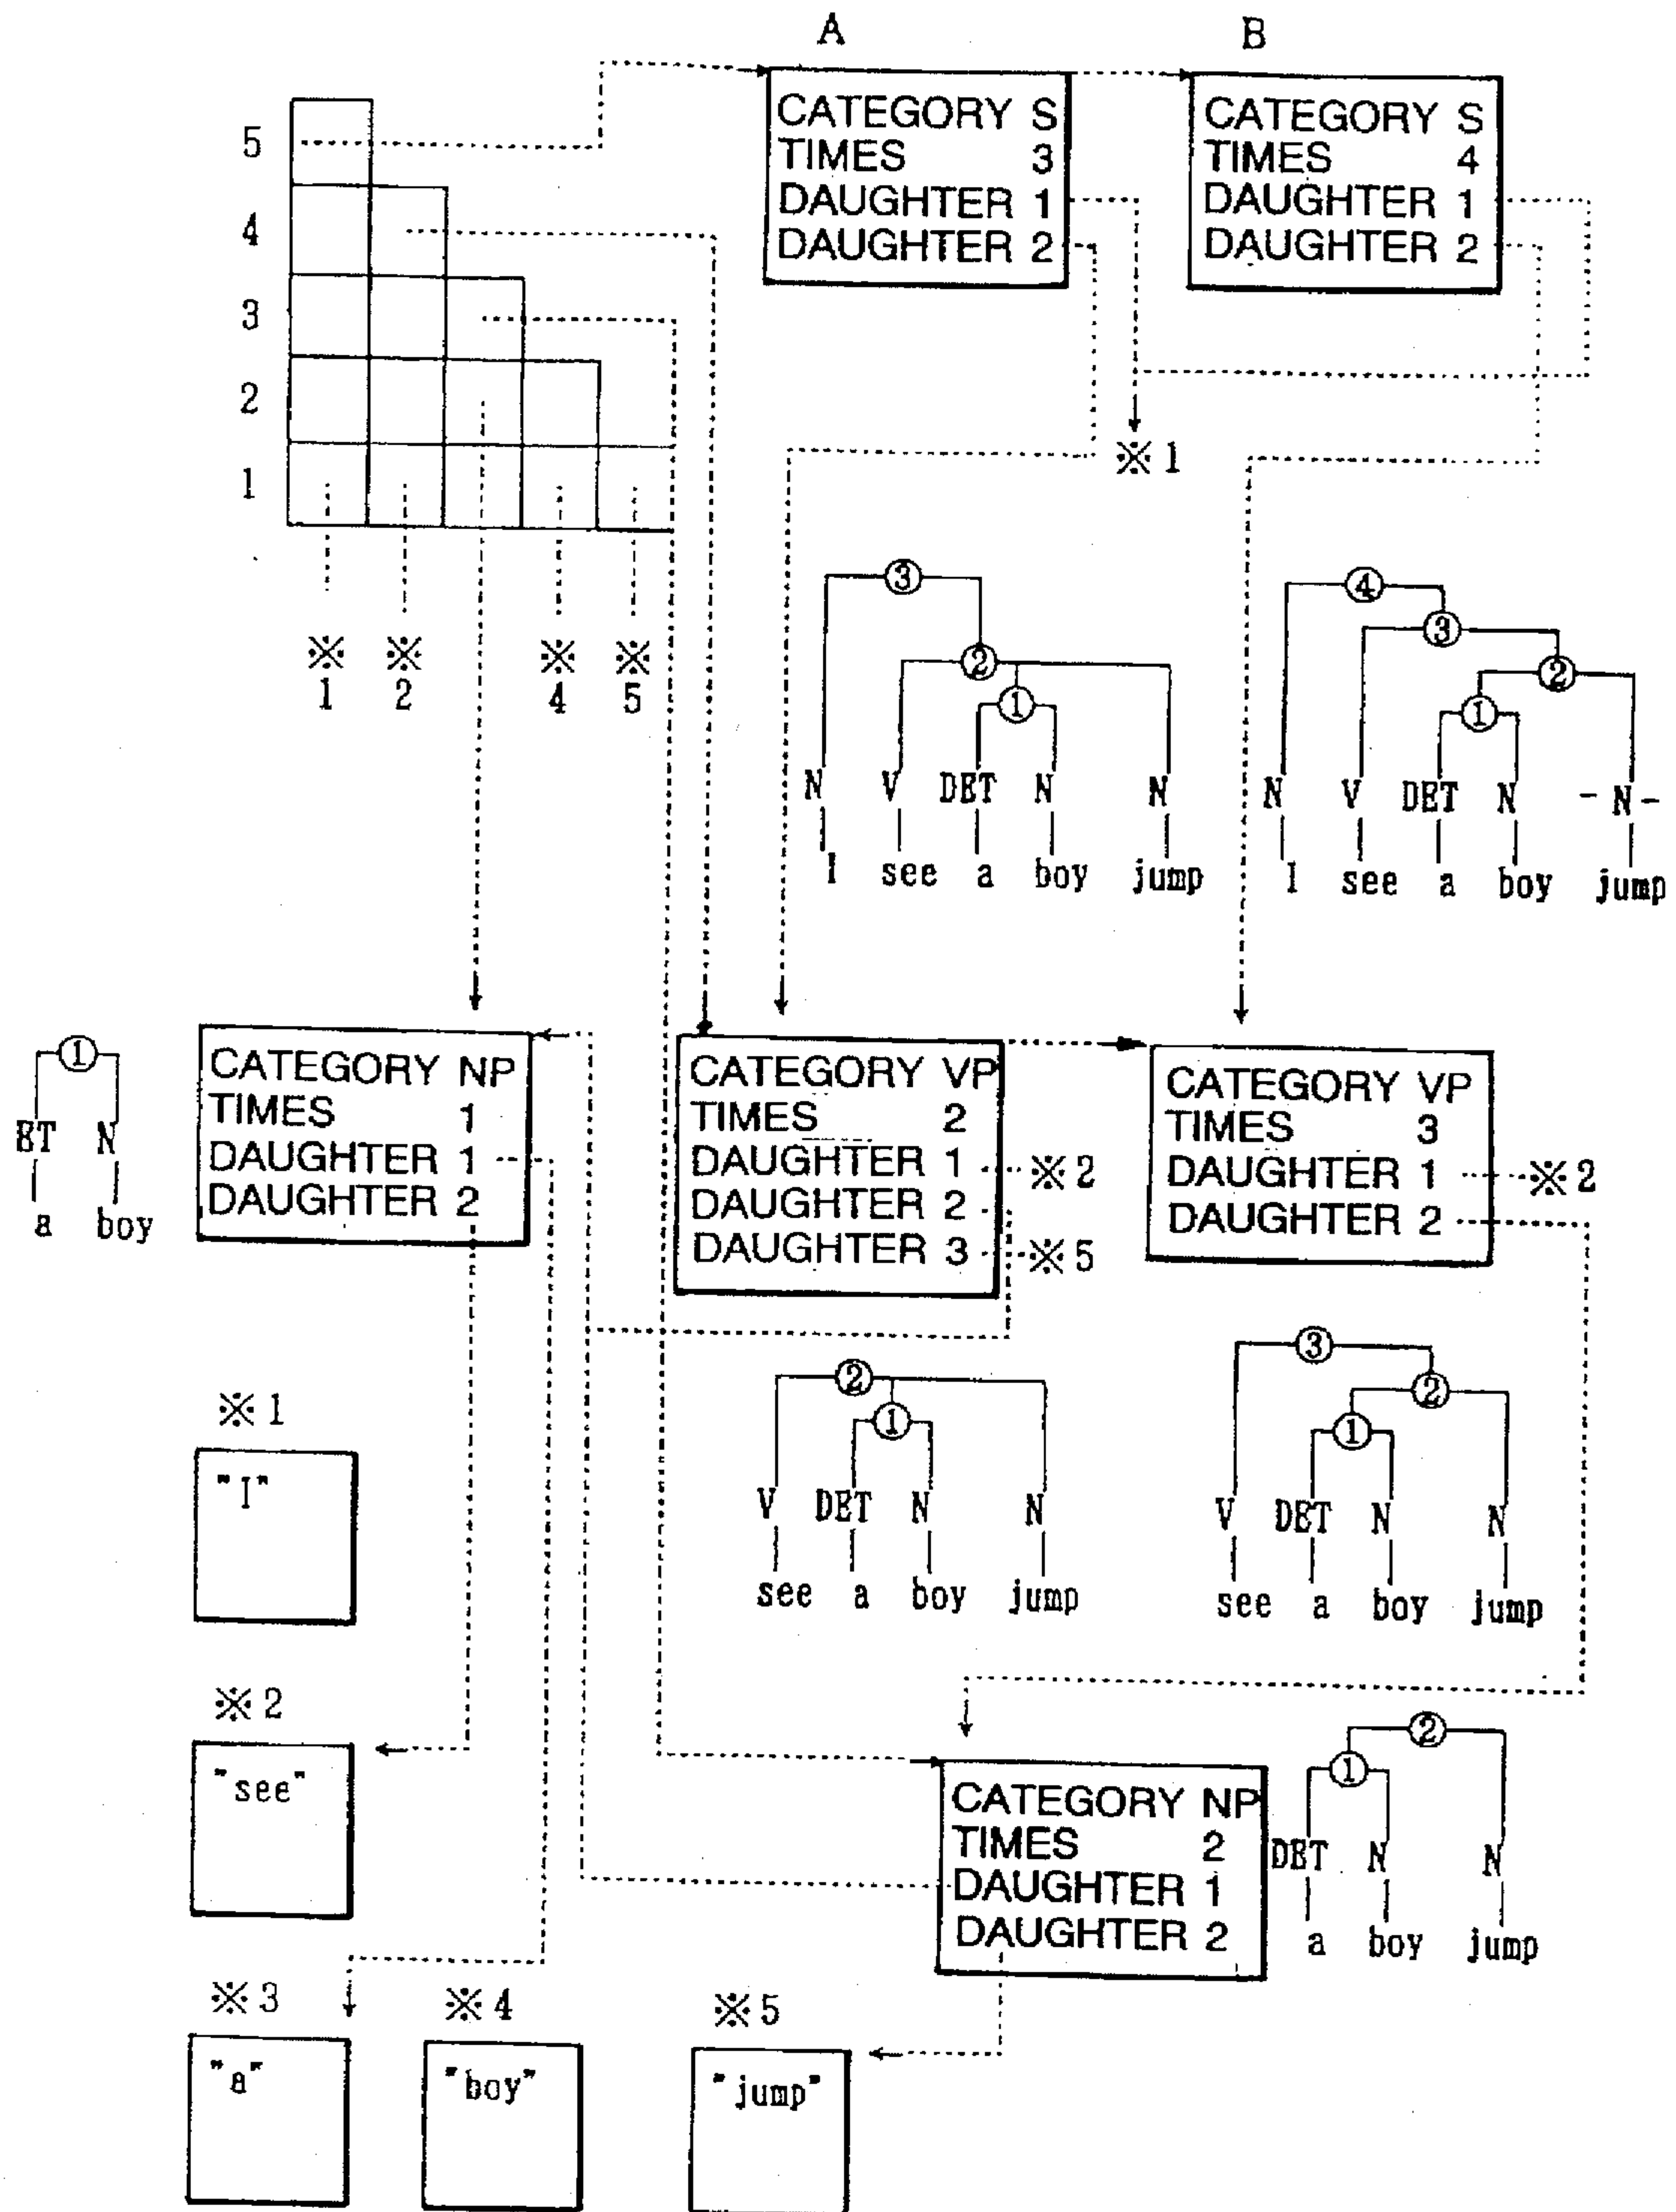 A
B
CATEGORY S
TIMES 3
DAUGHTER 1
DAUGHTER 2
CATEGORY S
TIMES 4
DAUGHTER 1
DAUGHTER 2
5
4
3
2
1
※1
※ ※ ※ ※
1 2 4 5
③
②
①
N V DET N N
I see a boy jump
④
③
②
①
N V DET N - N -
I see a boy jump
①
ET N
a boy
CATEGORY NP
TIMES 1
DAUGHTER 1
DAUGHTER 2
CATEGORY VP
TIMES 2
DAUGHTER 1 ※2
DAUGHTER 2
DAUGHTER 3 ※5
CATEGORY VP
TIMES 3
DAUGHTER 1 ※2
DAUGHTER 2
②
①
V DET N N
see a boy jump
③
②
①
V DET N N
see a boy jump
※1
"I"
※2
"see"
CATEGORY NP
TIMES 2
DAUGHTER 1
DAUGHTER 2
②
①
DET N N
a boy jump
※3
"a"
※4
"boy"
※5
"jump"